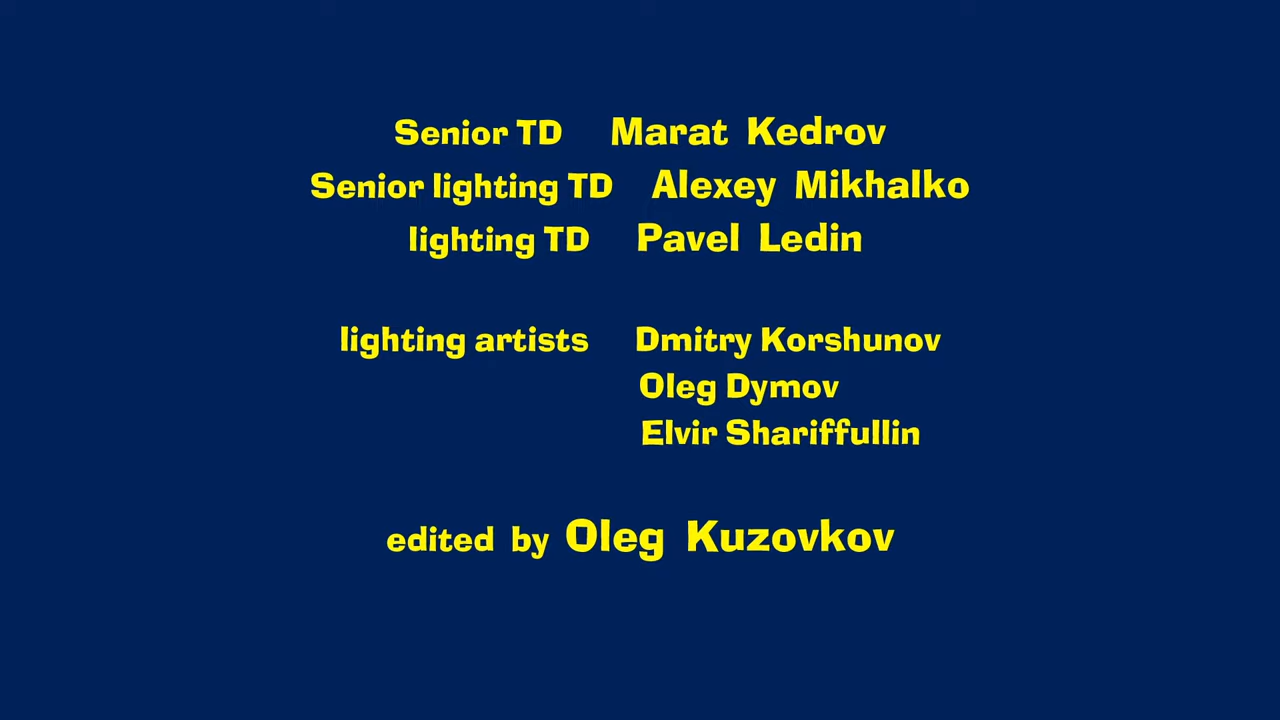 Senior TD Marat Kedrov
Senior lighting TD Alexey Mikhalko
lighting TD Pavel Ledin
lighting artists Dmitry Korshunov
Oleg Dymov
Elvir Shariffullin
edited by Oleg Kuzovkov